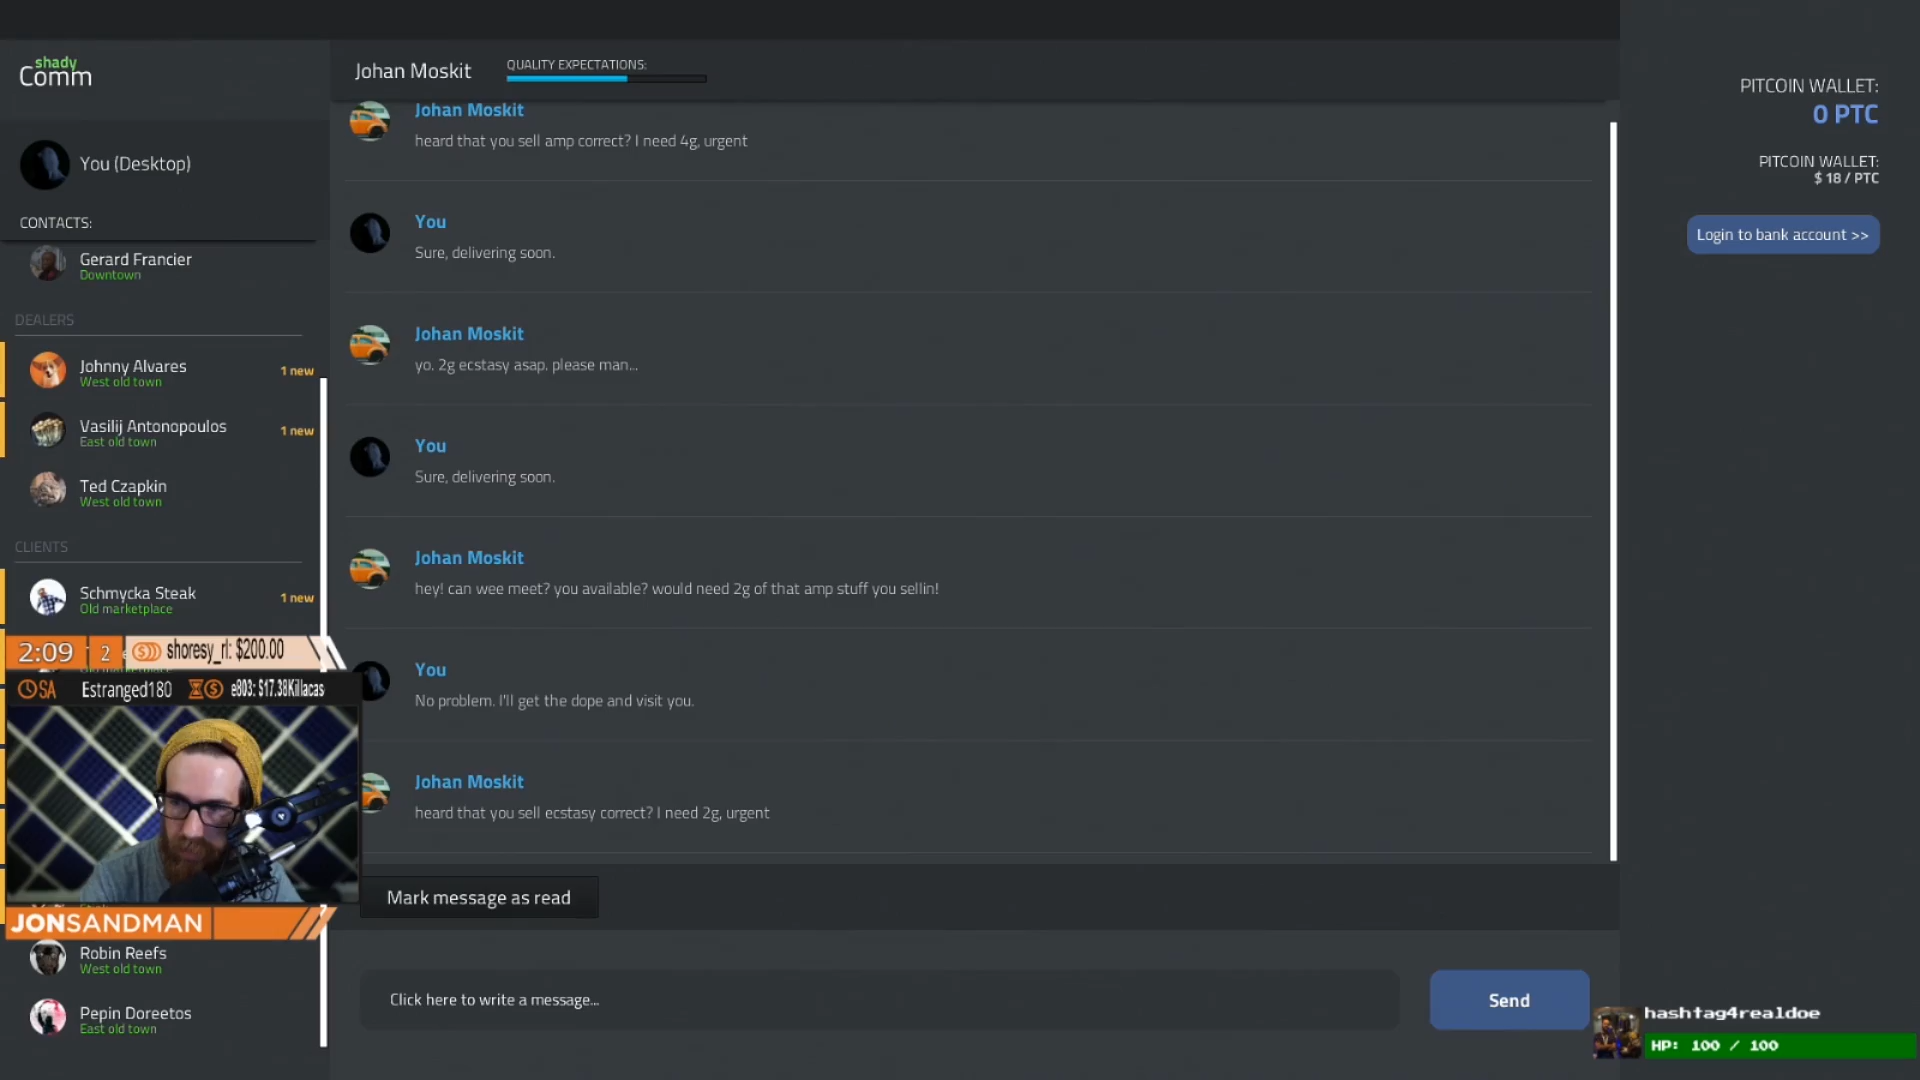 shady
Comm
You (Desktop)
CONTACTS:
Gerard Francier
Downtown
DEALERS
Johnny Alvares
West old town
1 new
Vasilij Antonopoulos
East old town
1 new
Ted Czapkin
West old town
CLIENTS
Schmycka Steak
Old marketplace
1 new
2:09 2 shoresy_rl: $200.00
SA Estranged180 e803: $17.38Killacas
JONSANDMAN
Robin Reefs
West old town
Pepin Doreetos
East old town
Johan Moskit
QUALITY EXPECTATIONS:
Johan Moskit
heard that you sell amp correct? I need 4g, urgent
You
Sure, delivering soon.
Johan Moskit
yo. 2g ecstasy asap. please man...
You
Sure, delivering soon.
Johan Moskit
hey! can wee meet? you available? would need 2g of that amp stuff you sellin!
You
No problem. I'll get the dope and visit you.
Johan Moskit
heard that you sell ecstasy correct? I need 2g, urgent
Mark message as read
Click here to write a message...
Send
PITCOIN WALLET:
0 PTC
PITCOIN WALLET:
$ 18 / PTC
Login to bank account >>
hashtag4realdoe
HP: 100 / 100